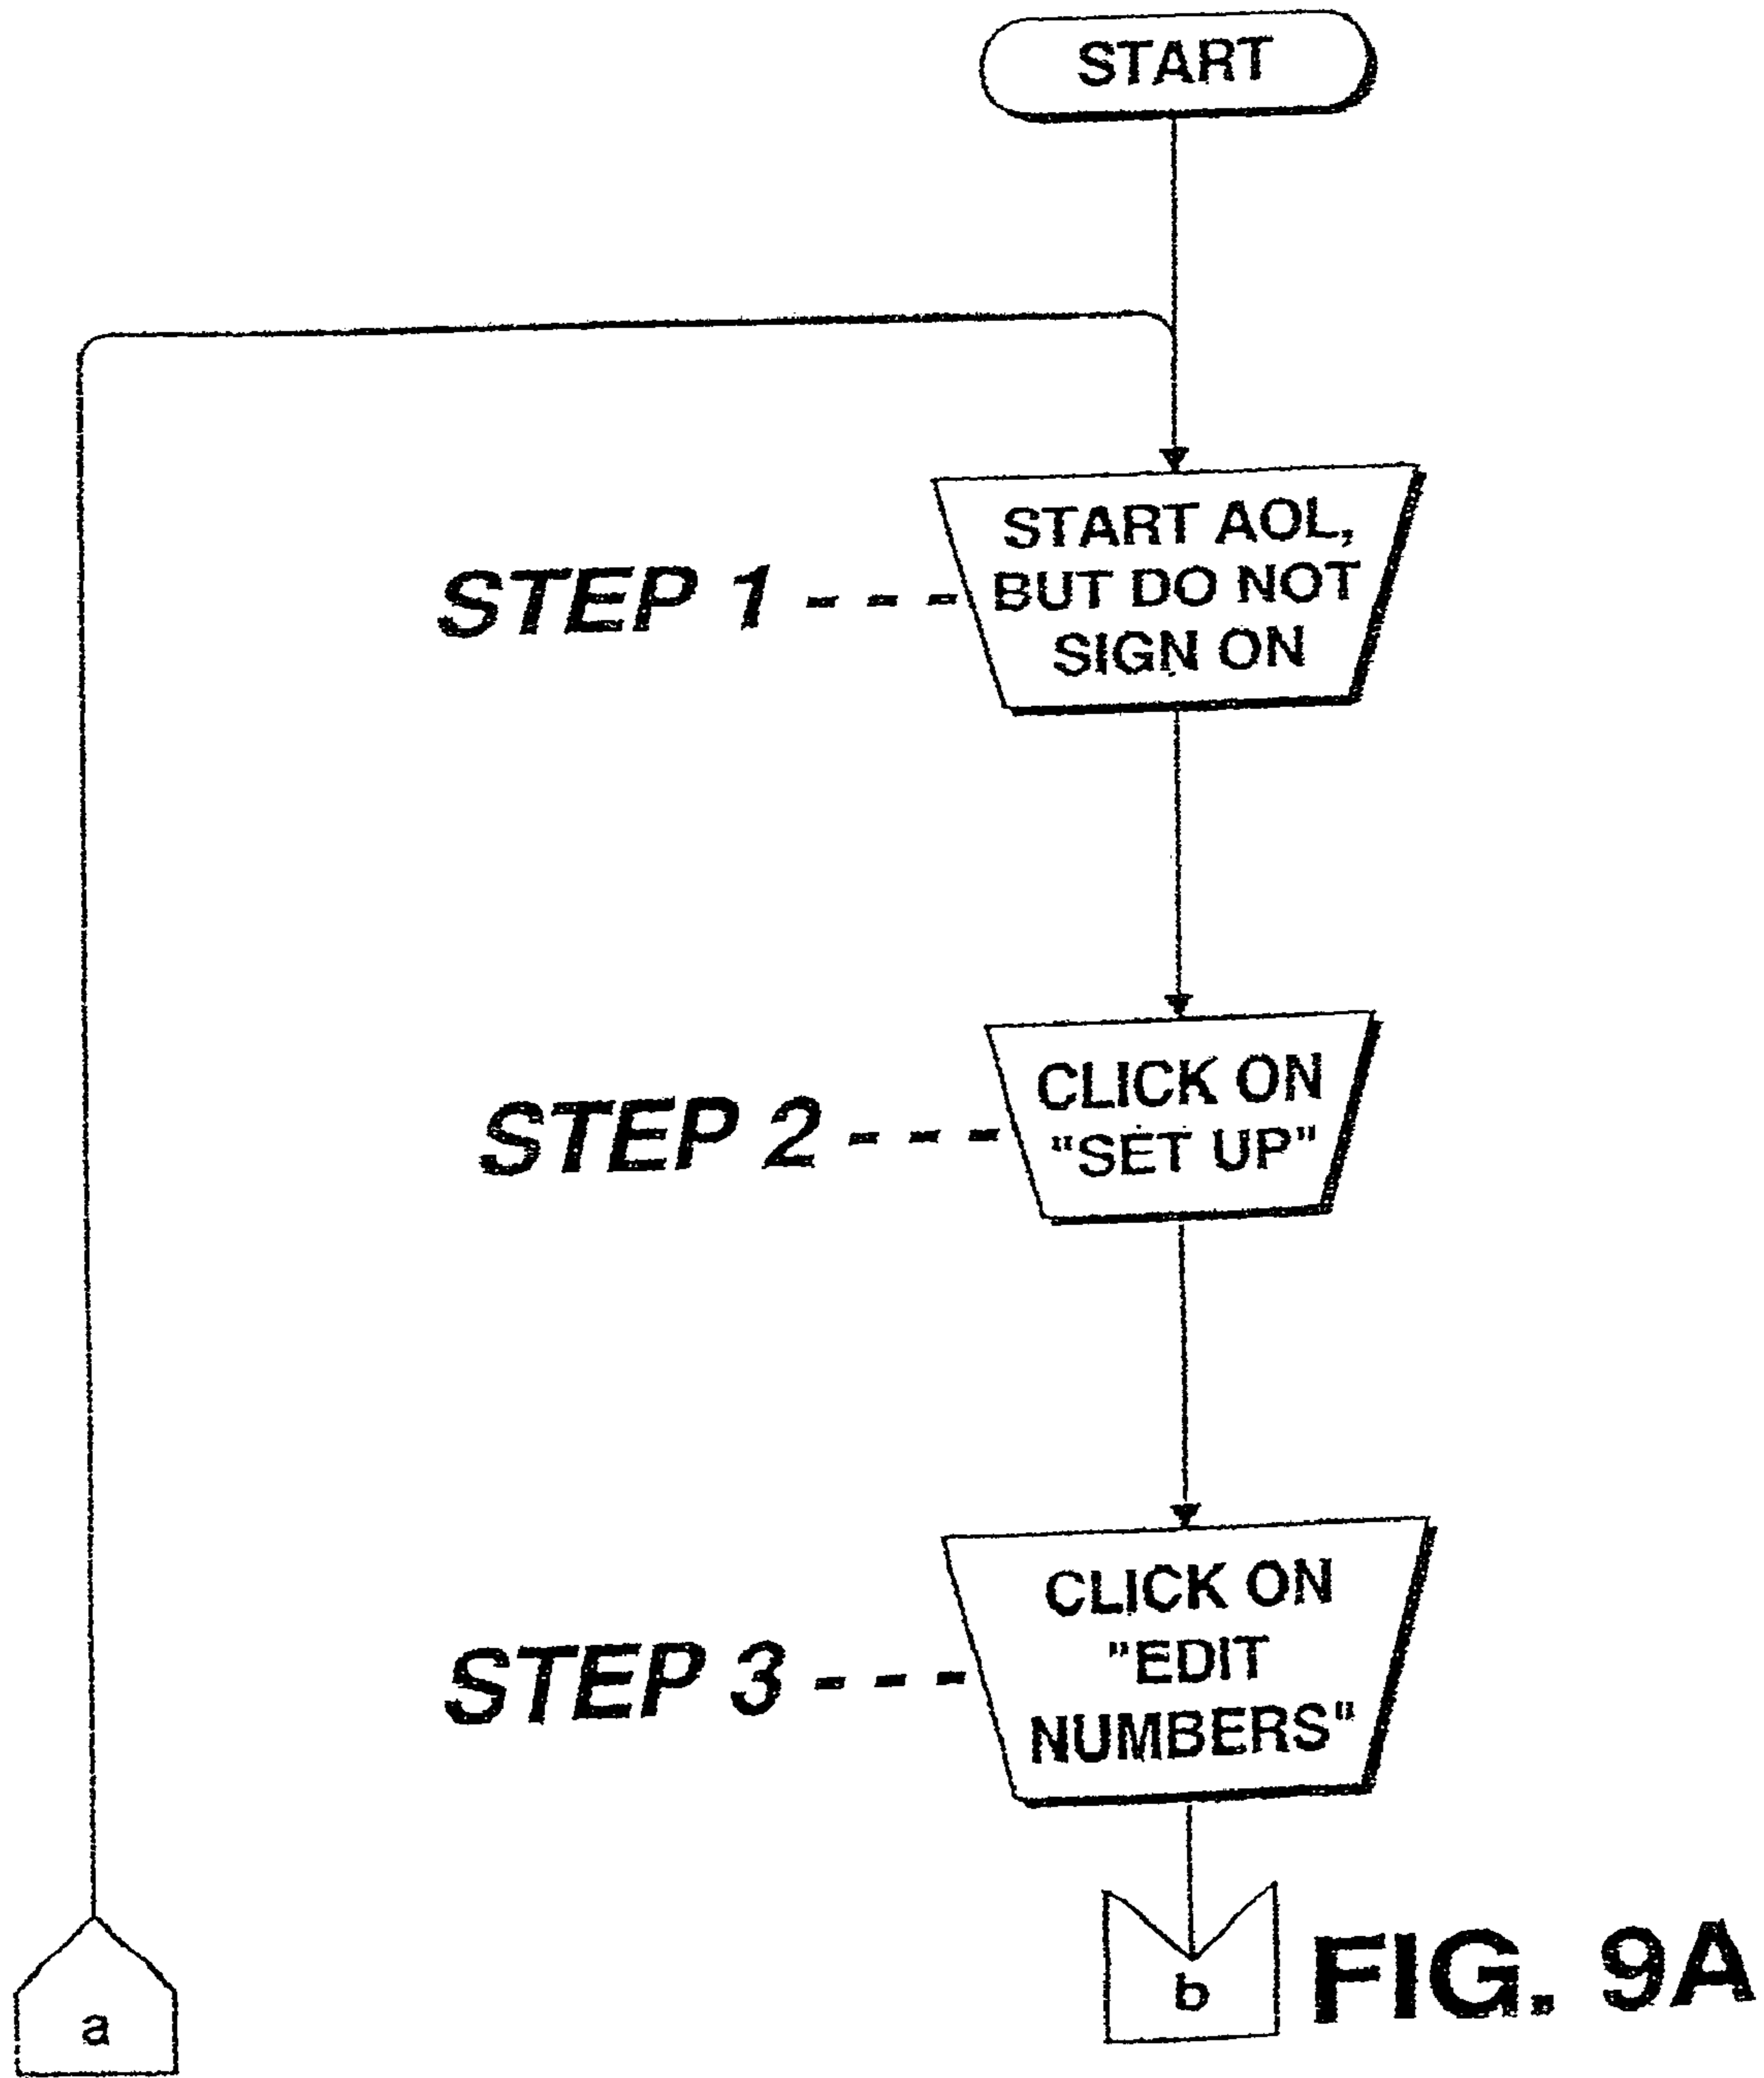 START
START AOL,
BUT DO NOT
SIGN ON
STEP 1
CLICK ON
"SET UP"
STEP 2
CLICK ON
"EDIT
NUMBERS"
STEP 3
a
b
FIG. 9A